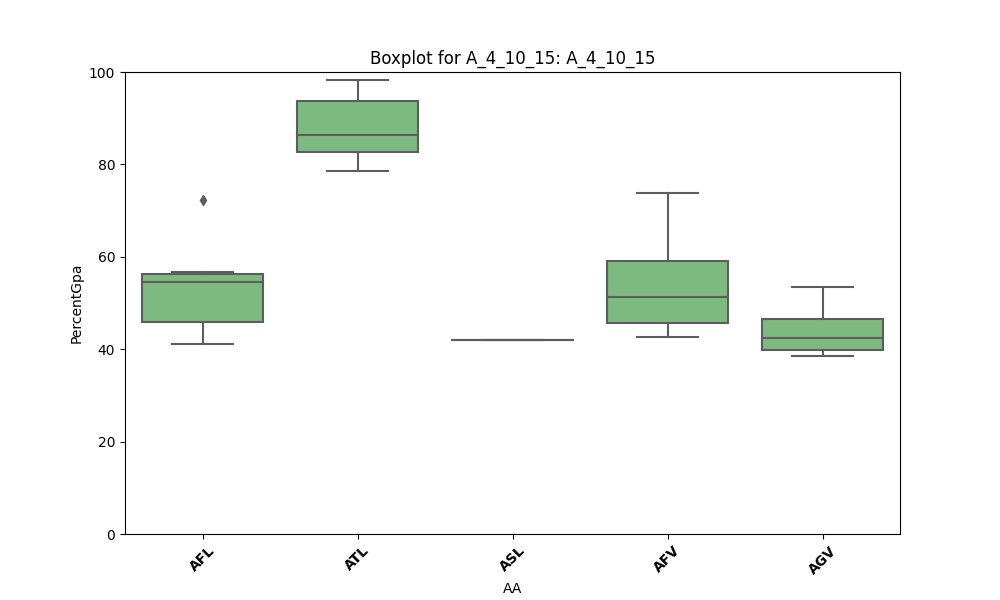 Boxplot for A_4_10_15: A_4_10_15
100
80
60
40
20
0
PercentGpa
AFL
ATL
ASL
AFV
AGV
AA